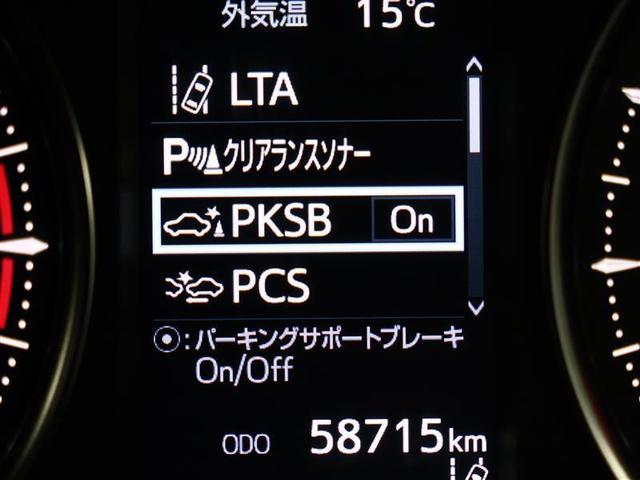 外気温 15℃
LTA
P クリアランスソナー
PKSB On
PCS
⦿:パーキングサポートブレーキ
On/Off
ODO 58715km